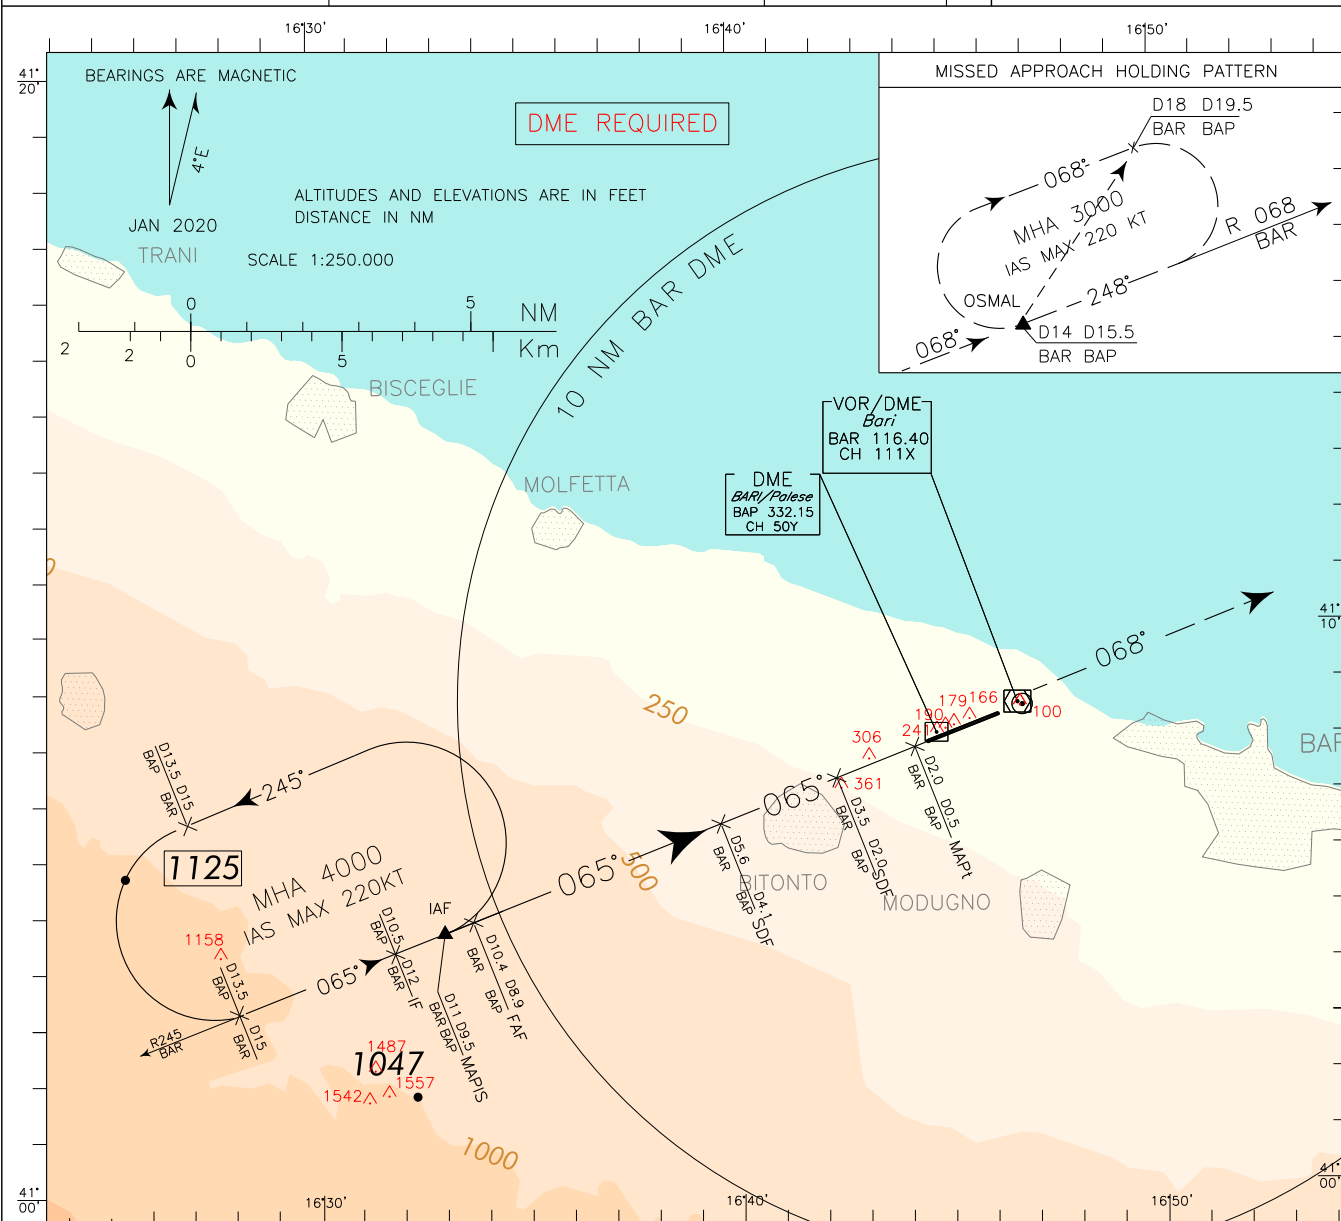 16°30'
16°40'
16°50'
41°
20'
BEARINGS ARE MAGNETIC
4°E
JAN 2020
DME REQUIRED
ALTITUDES AND ELEVATIONS ARE IN FEET
DISTANCE IN NM
SCALE 1:250.000
TRANI
0
5
NM
2
2
0
5
Km
BISCEGLIE
MOLFETTA
10 NM BAR DME
MISSED APPROACH HOLDING PATTERN
D18 D19.5
BAR BAP
068°
MHA 3000
IAS MAX 220 KT
R 068
BAR
OSMAL
248°
068°
D14 D15.5
BAR BAP
VOR/DME
Bari
BAR 116.40
CH 111X
DME
BARI/Palese
BAP 332.15
CH 50Y
41°
10'
068°
250
190
179
166
241
100
306
361
BAR
D13.5 D15
BAP BAR
245°
1125
MHA 4000
IAS MAX 220KT
065°
065°
500
D5.6 D4.1
BAR BAP SDF
D3.5 D2.0
BAR BAP SDF
D2.0 D0.5
BAR BAP MAPt
BITONTO
MODUGNO
IAF
1158
D13.5
BAP
D15
BAR
R245
BAR
065°
D10.5
BAP
D12
BAR IF
D10.4 D8.9
BAR BAP FAF
D11 D9.5
BAR BAP MAPIS
1487
1047
1542
1557
1000
41°
00'
16°30'
16°40'
16°50'
41°
00'